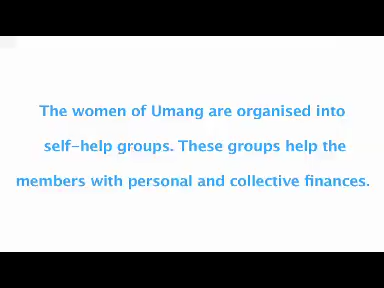 The women of Umang are organised into
self-help groups. These groups help the
members with personal and collective finances.